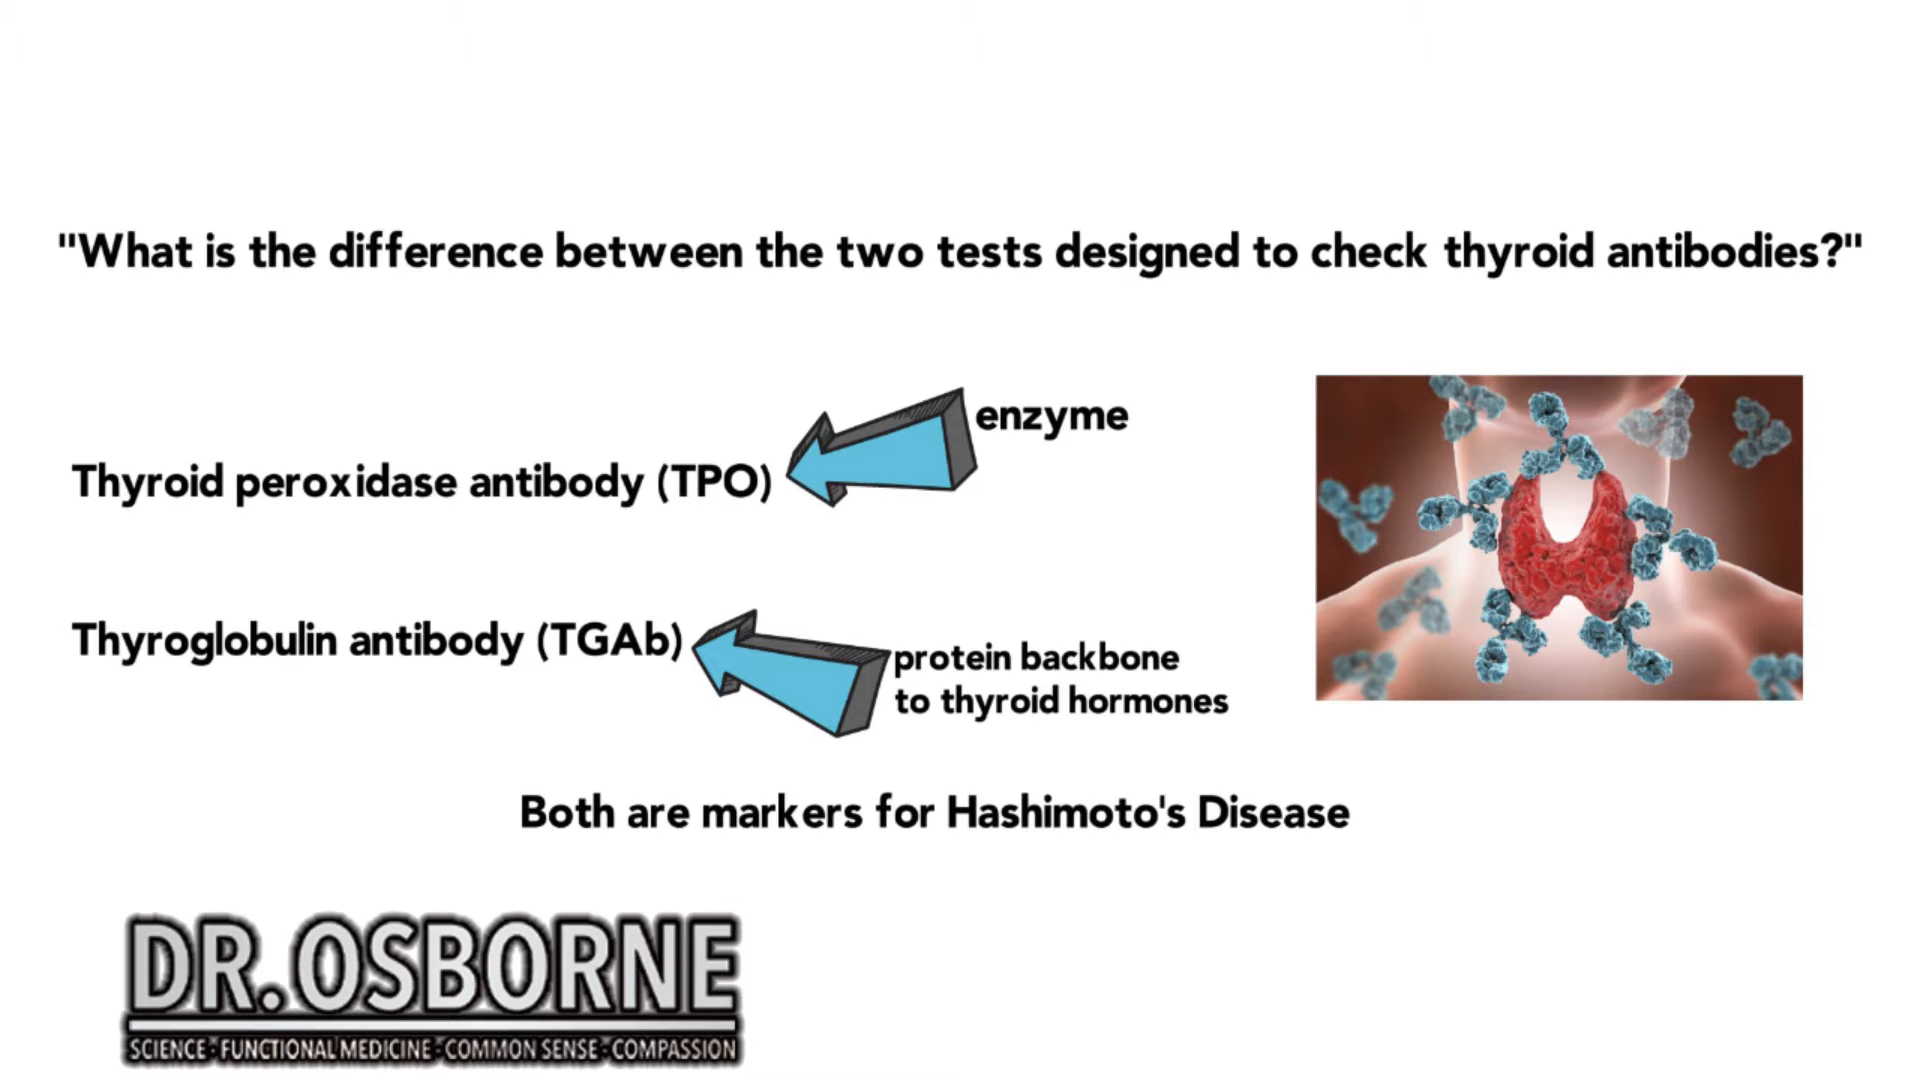 "What is the difference between the two tests designed to check thyroid antibodies?"
enzyme
Thyroid peroxidase antibody (TPO)
Thyroglobulin antibody (TGAb)
protein backbone
to thyroid hormones
Both are markers for Hashimoto's Disease
DR. OSBORNE
SCIENCE · FUNCTIONAL MEDICINE · COMMON SENSE · COMPASSION